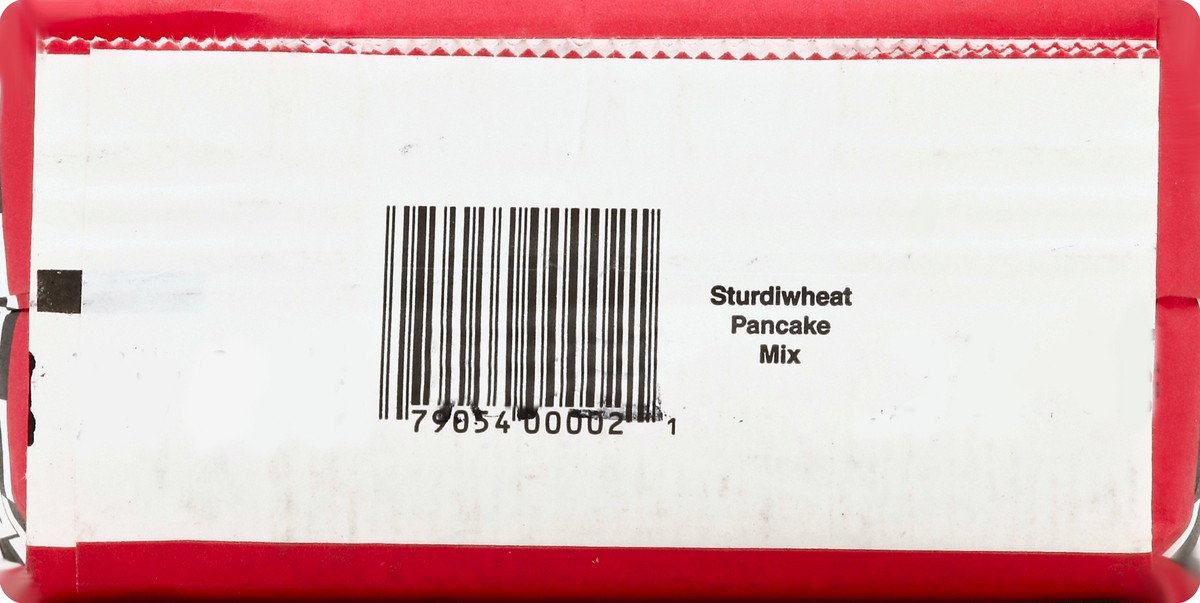 Sturdiwheat
Pancake
Mix
79054 00002 1